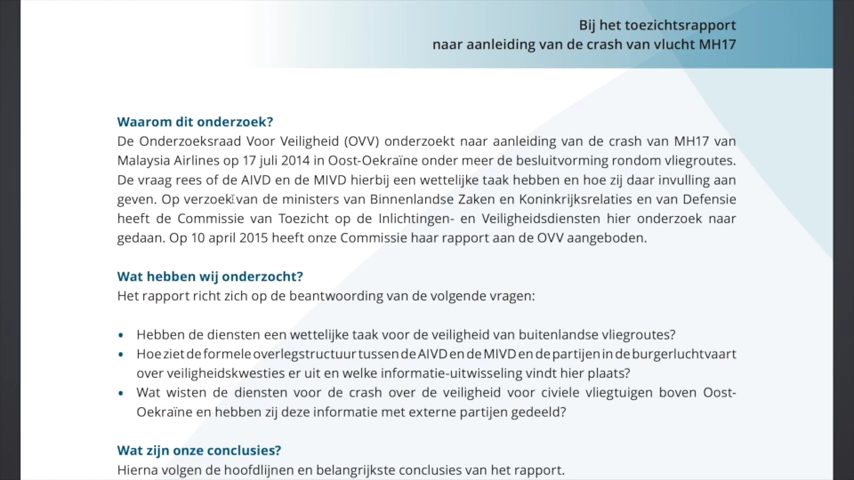 Bij het toezichtsrapport
naar aanleiding van de crash van vlucht MH17
Waarom dit onderzoek?
De Onderzoeksraad Voor Veiligheid (OVV) onderzoekt naar aanleiding van de crash van MH17 van
Malaysia Airlines op 17 juli 2014 in Oost-Oekraïne onder meer de besluitvorming rondom vliegroutes.
De vraag rees of de AIVD en de MIVD hierbij een wettelijke taak hebben en hoe zij daar invulling aan
geven. Op verzoek van de ministers van Binnenlandse Zaken en Koninkrijksrelaties en van Defensie
heeft de Commissie van Toezicht op de Inlichtingen- en Veiligheidsdiensten hier onderzoek naar
gedaan. Op 10 april 2015 heeft onze Commissie haar rapport aan de OVV aangeboden.
Wat hebben wij onderzocht?
Het rapport richt zich op de beantwoording van de volgende vragen:
• Hebben de diensten een wettelijke taak voor de veiligheid van buitenlandse vliegroutes?
• Hoe ziet de formele overlegstructuur tussen de AIVD en de MIVD en de partijen in de burgerluchtvaart
over veiligheidskwesties er uit en welke informatie-uitwisseling vindt hier plaats?
• Wat wisten de diensten voor de crash over de veiligheid voor civiele vliegtuigen boven Oost-
Oekraïne en hebben zij deze informatie met externe partijen gedeeld?
Wat zijn onze conclusies?
Hierna volgen de hoofdlijnen en belangrijkste conclusies van het rapport.